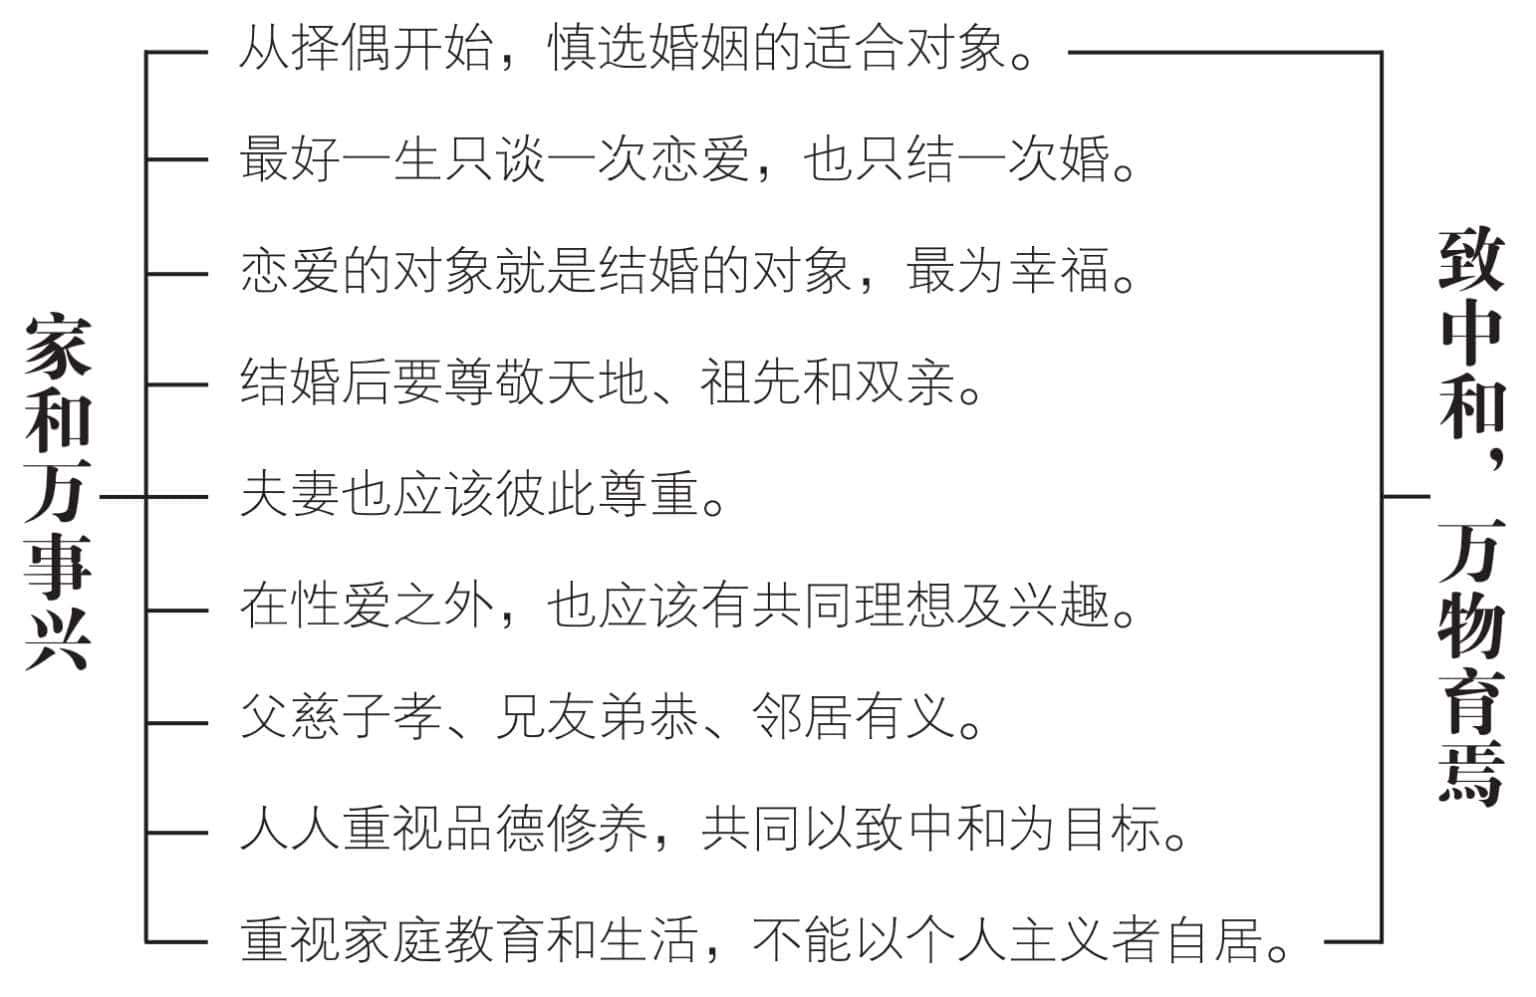 家和万事兴
从择偶开始，慎选婚姻的适合对象。
最好一生只谈一次恋爱，也只结一次婚。
恋爱的对象就是结婚的对象，最为幸福。
结婚后要尊敬天地、祖先和双亲。
夫妻也应该彼此尊重。
在性爱之外，也应该有共同理想及兴趣。
父慈子孝、兄友弟恭、邻居有义。
人人重视品德修养，共同以致中和为目标。
重视家庭教育和生活，不能以个人主义者自居。
致中和，万物育焉